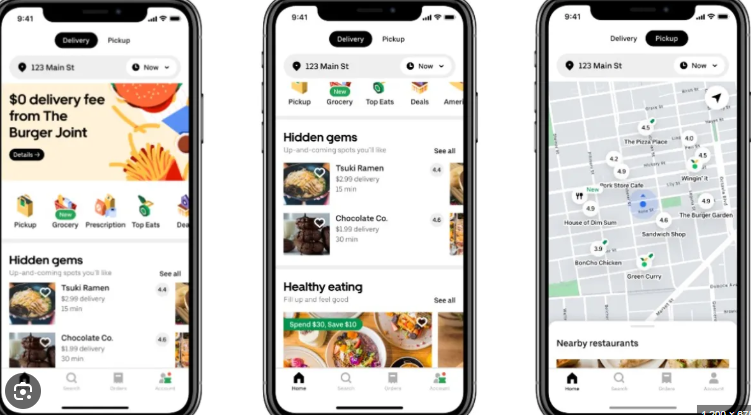 9:41
Delivery
Pickup
123 Main St
Now
$0 delivery fee
from The
Burger Joint
Details →
Pickup
New
Grocery
Prescription
Top Eats
Dea
Hidden gems
Up-and-coming spots you'll like
See all
Tsuki Ramen
4.4
$2.99 delivery
15 min
Chocolate Co.
4.6
$1.99 delivery
30 min
Home
Search
Orders
Account
9:41
Delivery
Pickup
123 Main St
Now
Pickup
New
Grocery
Top Eats
Deals
Ameri
Hidden gems
Up-and-coming spots you'll like
See all
Tsuki Ramen
4.4
$2.99 delivery
15 min
Chocolate Co.
4.6
$1.99 delivery
30 min
Healthy eating
Fill up and feel good
See all
Spend $30, Save $10
Home
Search
Orders
Account
9:41
Delivery
Pickup
123 Main St
Now
4.5
The Pizza Place
4.0
4.2
4.5
4.9
Wingin' it
Pork Store Cafe
New
4.9
4.9
House of Dim Sum
The Burger Garden
4.6
Sandwich Shop
3.9
BonCho Chicken
Green Curry
Market St
Nearby restaurants
Home
Search
Orders
Account